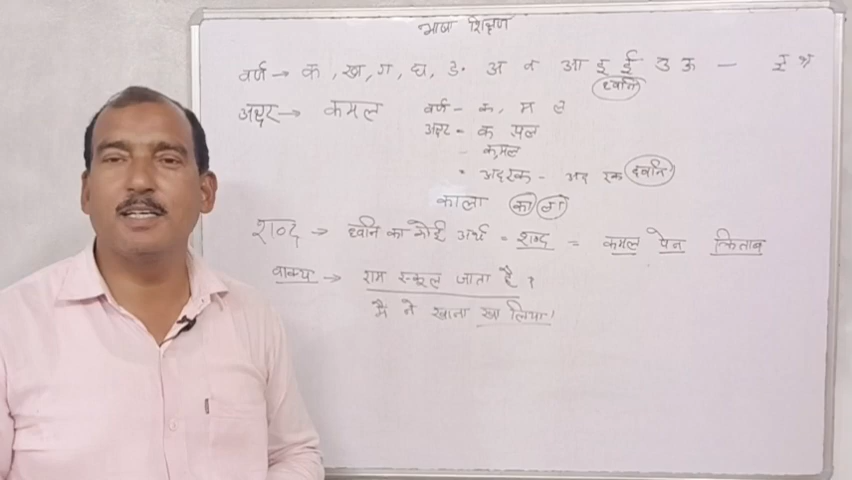 भाषा शिक्षण
वर्ण → क, ख, ग, घ, ङ. अ न आ इ ई उ ऊ —
ध्वनि
अक्षर → कमल वर्ण - क, म ल
अक्षर = क मल
- कमल
= अदरक - अद रक ध्वनि
काला का ला
शब्द → ध्वनि का कोई अर्थ = शब्द = कमल पेन किताब
वाक्य → राम स्कूल जाता है।
मै ने खाना खा लिया।